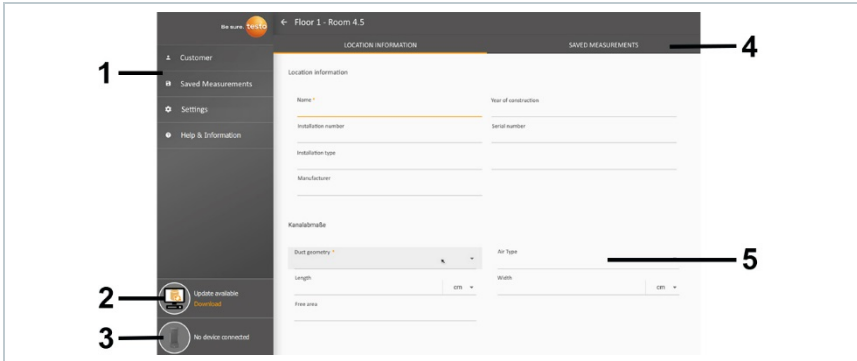 Be sure. testo
← Floor 1 - Room 4.5
LOCATION INFORMATION SAVED MEASUREMENTS
4
1
Customer
Saved Measurements
Settings
Help & Information
Location information
Name *
Year of construction
Installation number
Serial number
Installation type
Manufacturer
Kanalabmaße
Duct geometry *
Air Type
5
Length
cm
Width
cm
Free area
2
Update available
Download
3
No device connected